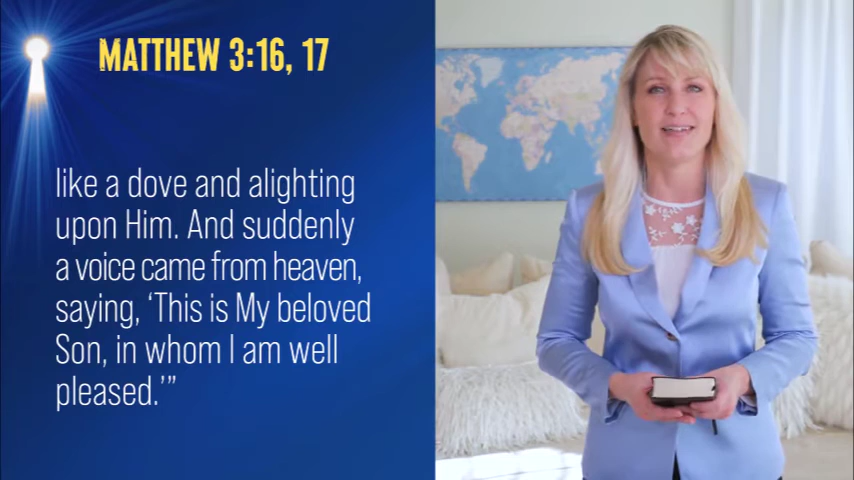 MATTHEW 3:16, 17
like a dove and alighting
upon Him. And suddenly
a voice came from heaven,
saying, ‘This is My beloved
Son, in whom I am well
pleased.’”